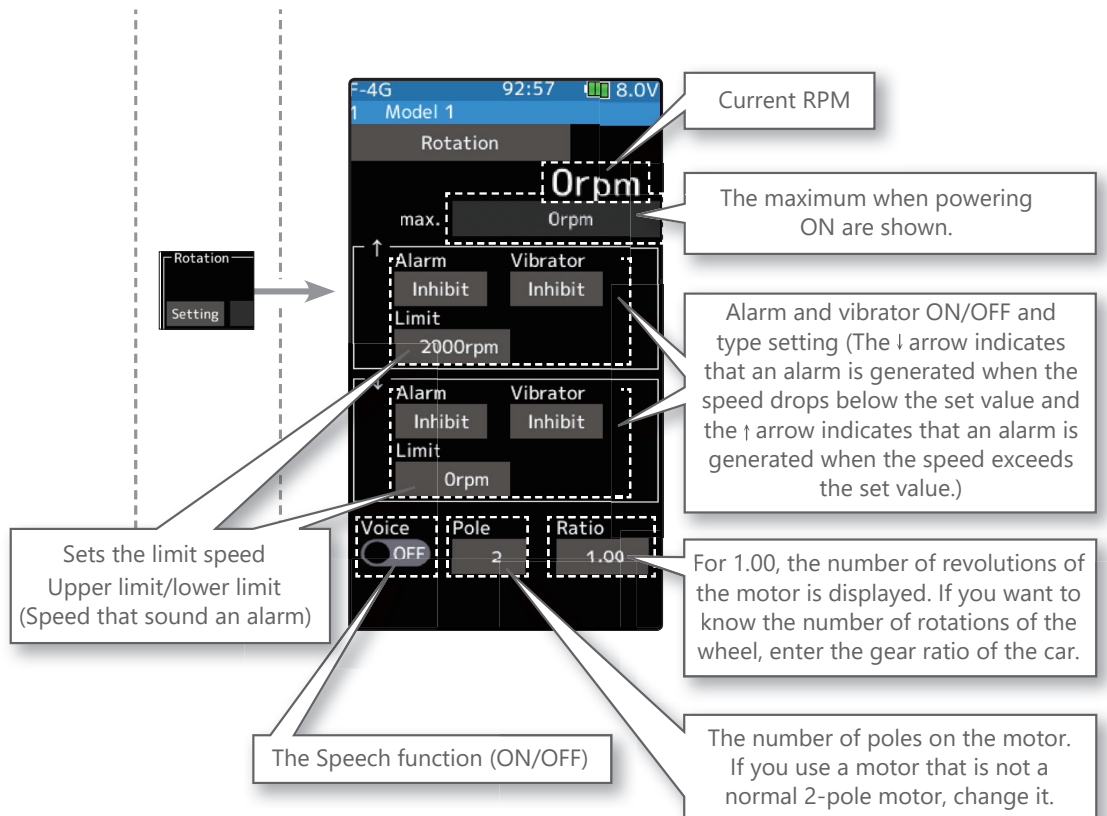 F-4G 92:57 8.0V
1 Model 1
Rotation
0rpm
max. 0rpm
↑
Alarm Vibrator
Inhibit Inhibit
Limit
2000rpm
↓
Alarm Vibrator
Inhibit Inhibit
Limit
0rpm
Voice Pole Ratio
OFF 2 1.00
Rotation
Setting
Current RPM
The maximum when powering
ON are shown.
Alarm and vibrator ON/OFF and
type setting (The ↓ arrow indicates
that an alarm is generated when the
speed drops below the set value and
the ↑ arrow indicates that an alarm is
generated when the speed exceeds
the set value.)
Sets the limit speed
Upper limit/lower limit
(Speed that sound an alarm)
For 1.00, the number of revolutions of
the motor is displayed. If you want to
know the number of rotations of the
wheel, enter the gear ratio of the car.
The Speech function (ON/OFF)
The number of poles on the motor.
If you use a motor that is not a
normal 2-pole motor, change it.